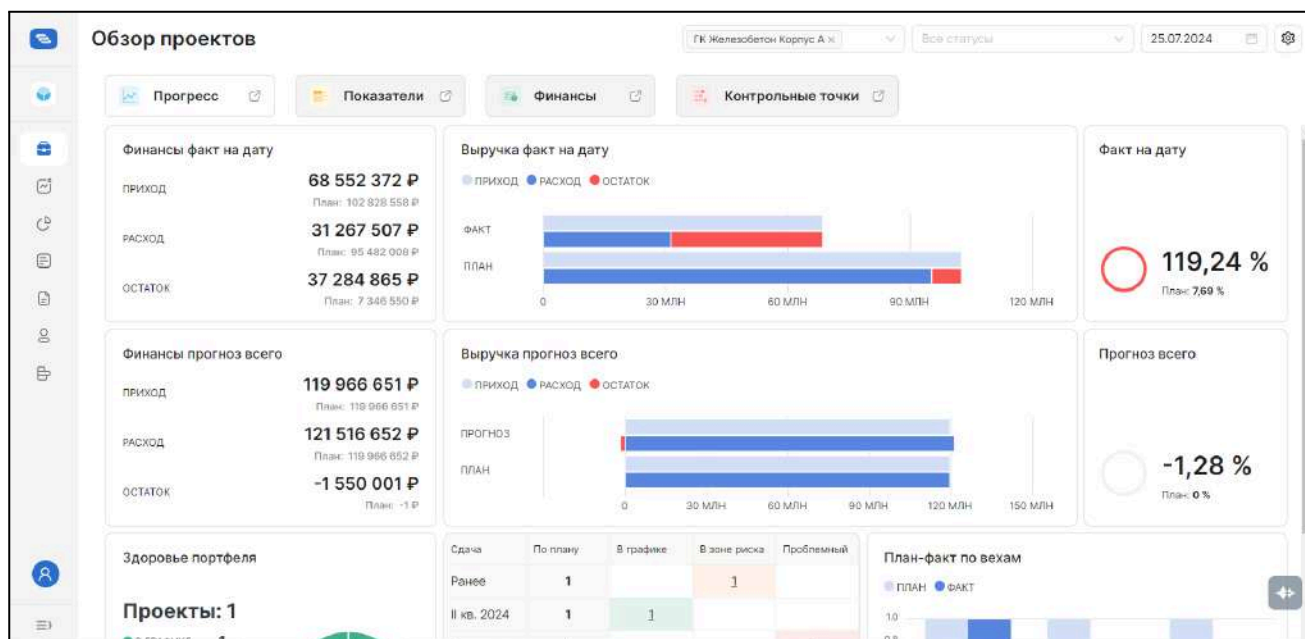 Обзор проектов
ГК Железобетон Корпус А ×
Все статусы
25.07.2024
Прогресс
Показатели
Финансы
Контрольные точки
Финансы факт на дату
ПРИХОД
68 552 372 ₽
План: 102 828 558 ₽
РАСХОД
31 267 507 ₽
План: 95 482 008 ₽
ОСТАТОК
37 284 865 ₽
План: 7 346 550 ₽
Выручка факт на дату
ПРИХОД РАСХОД ОСТАТОК
ФАКТ
ПЛАН
0 30 МЛН 60 МЛН 90 МЛН 120 МЛН
Факт на дату
119,24 %
План: 7,69 %
Финансы прогноз всего
ПРИХОД
119 966 651 ₽
План: 119 966 651 ₽
РАСХОД
121 516 652 ₽
План: 119 966 652 ₽
ОСТАТОК
-1 550 001 ₽
План: -1 ₽
Выручка прогноз всего
ПРИХОД РАСХОД ОСТАТОК
ПРОГНОЗ
ПЛАН
0 30 МЛН 60 МЛН 90 МЛН 120 МЛН 150 МЛН
Прогноз всего
-1,28 %
План: 0 %
Здоровье портфеля
Проекты: 1
Сдача По плану В графике В зоне риска Проблемный
Ранее 1 1
II кв. 2024 1 1
План-факт по вехам
ПЛАН ФАКТ
1.0